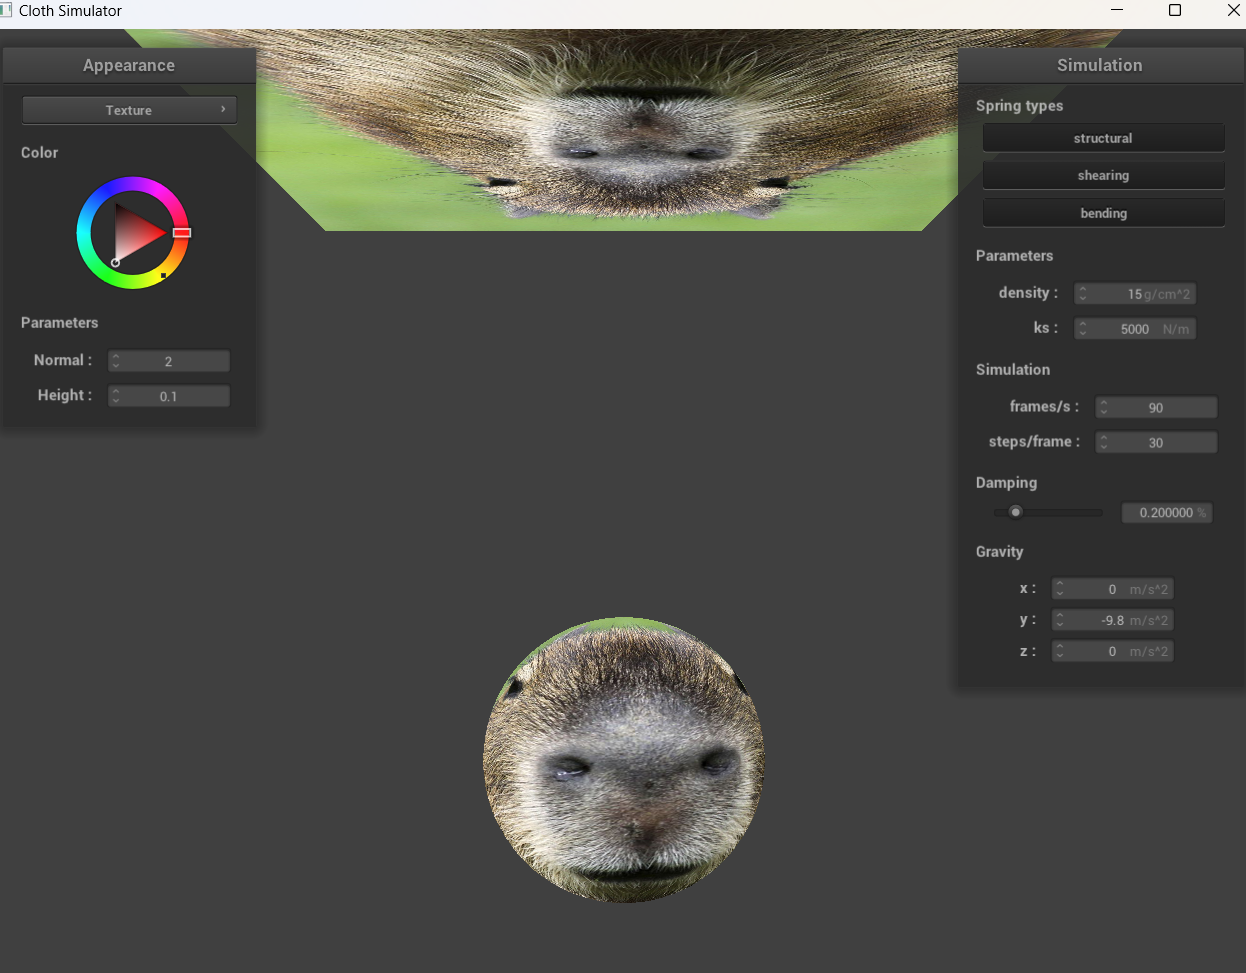 Cloth Simulator
Appearance
Texture
Color
Parameters
Normal : 2
Height : 0.1
Simulation
Spring types
structural
shearing
bending
Parameters
density : 15 g/cm^2
ks : 5000 N/m
Simulation
frames/s : 90
steps/frame : 30
Damping
0.200000 %
Gravity
x : 0 m/s^2
y : -9.8 m/s^2
z : 0 m/s^2